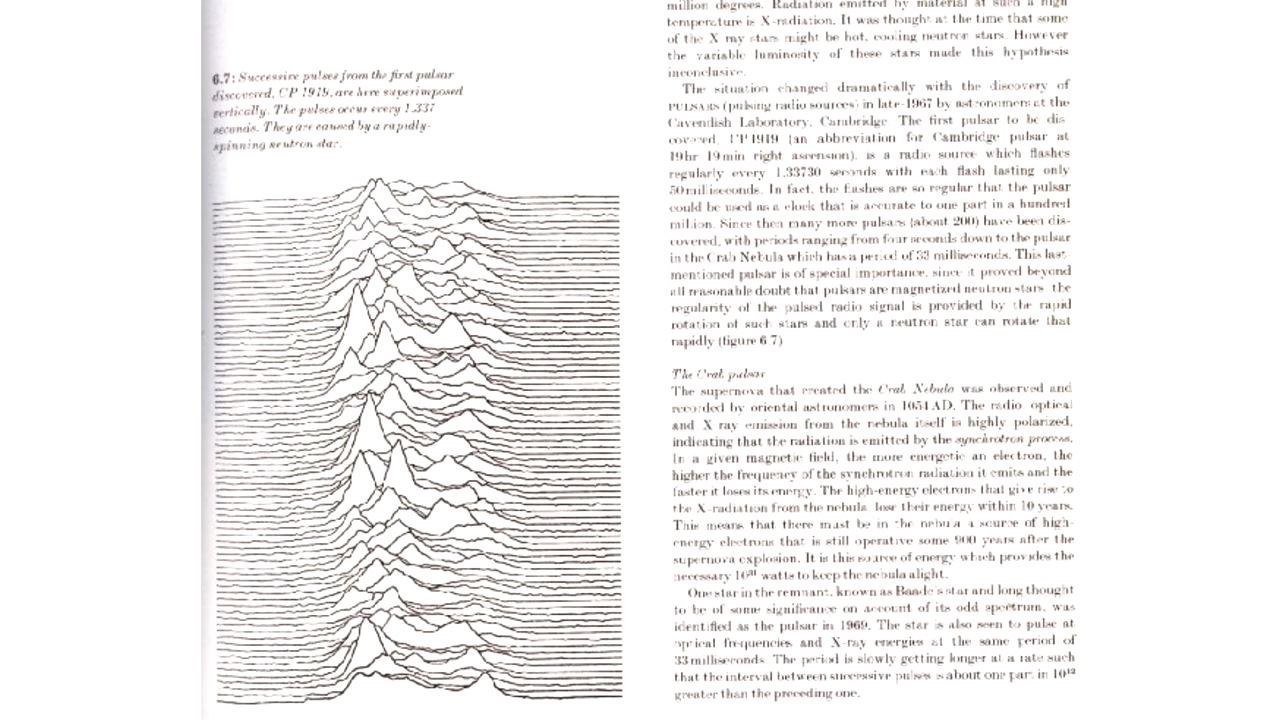 6.7: Successive pulses from the first pulsar
discovered, CP 1919, are here superimposed
vertically. The pulses occur every 1.337
seconds. They are caused by a rapidly-
spinning neutron star.
million degrees. Radiation emitted by material at such a high
temperature is X-radiation. It was thought at the time that some
of the X ray stars might be hot, cooling neutron stars. However
the variable luminosity of these stars made this hypothesis
inconclusive.
The situation changed dramatically with the discovery of
PULSARS (pulsing radio sources) in late-1967 by astronomers at the
Cavendish Laboratory, Cambridge. The first pulsar to be dis-
covered, CP1919 (an abbreviation for Cambridge pulsar at
19hr 19min right ascension), is a radio source which flashes
regularly every 1.33730 seconds with each flash lasting only
50 milliseconds. In fact, the flashes are so regular that the pulsar
could be used as a clock that is accurate to one part in a hundred
million. Since then many more pulsars (about 200) have been dis-
covered, with periods ranging from four seconds down to the pulsar
in the Crab Nebula which has a period of 33 milliseconds. This last-
mentioned pulsar is of special importance, since it proved beyond
all reasonable doubt that pulsars are magnetized neutron stars the
regularity of the pulsed radio signal is provided by the rapid
rotation of such stars and only a neutron star can rotate that
rapidly (figure 6.7)
The Crab pulsar
The supernova that created the Crab Nebula was observed and
recorded by oriental astronomers in 1054 AD. The radio optical
and X ray emission from the nebula itself is highly polarized,
indicating that the radiation is emitted by the synchrotron process.
In a given magnetic field, the more energetic an electron, the
higher the frequency of the synchrotron radiation it emits and the
faster it loses its energy. The high-energy electrons that give rise to
the X-radiation from the nebula lose their energy within 10 years.
This means that there must be in the nebula a source of high-
energy electrons that is still operative some 900 years after the
supernova explosion. It is this source of energy which provides the
necessary 10³¹ watts to keep the nebula alight.
One star in the remnant, known as Baade's star and long thought
to be of some significance on account of its odd spectrum, was
identified as the pulsar in 1969. The star is also seen to pulse at
optical frequencies and X-ray energies at the same period of
33 milliseconds. The period is slowly getting longer at a rate such
that the interval between successive pulses is about one part in 10¹²
greater than the preceding one.